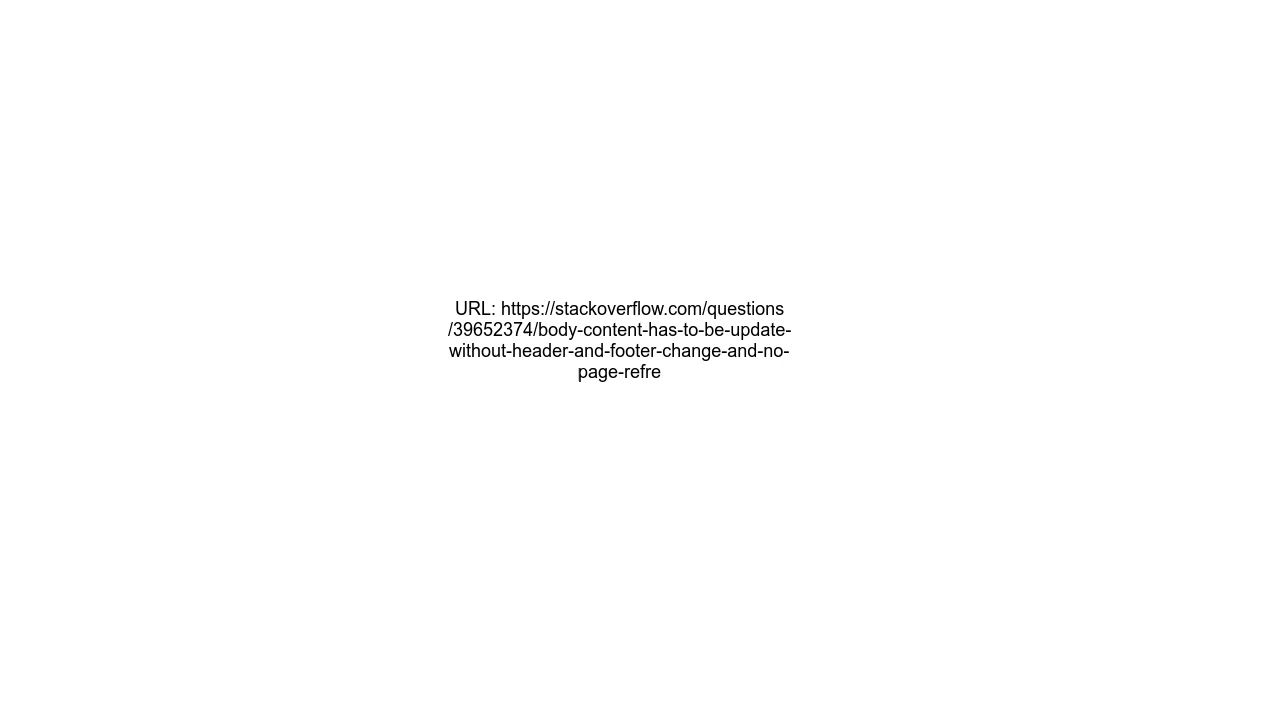 URL: https://stackoverflow.com/questions
/39652374/body-content-has-to-be-update-
without-header-and-footer-change-and-no-
page-refre